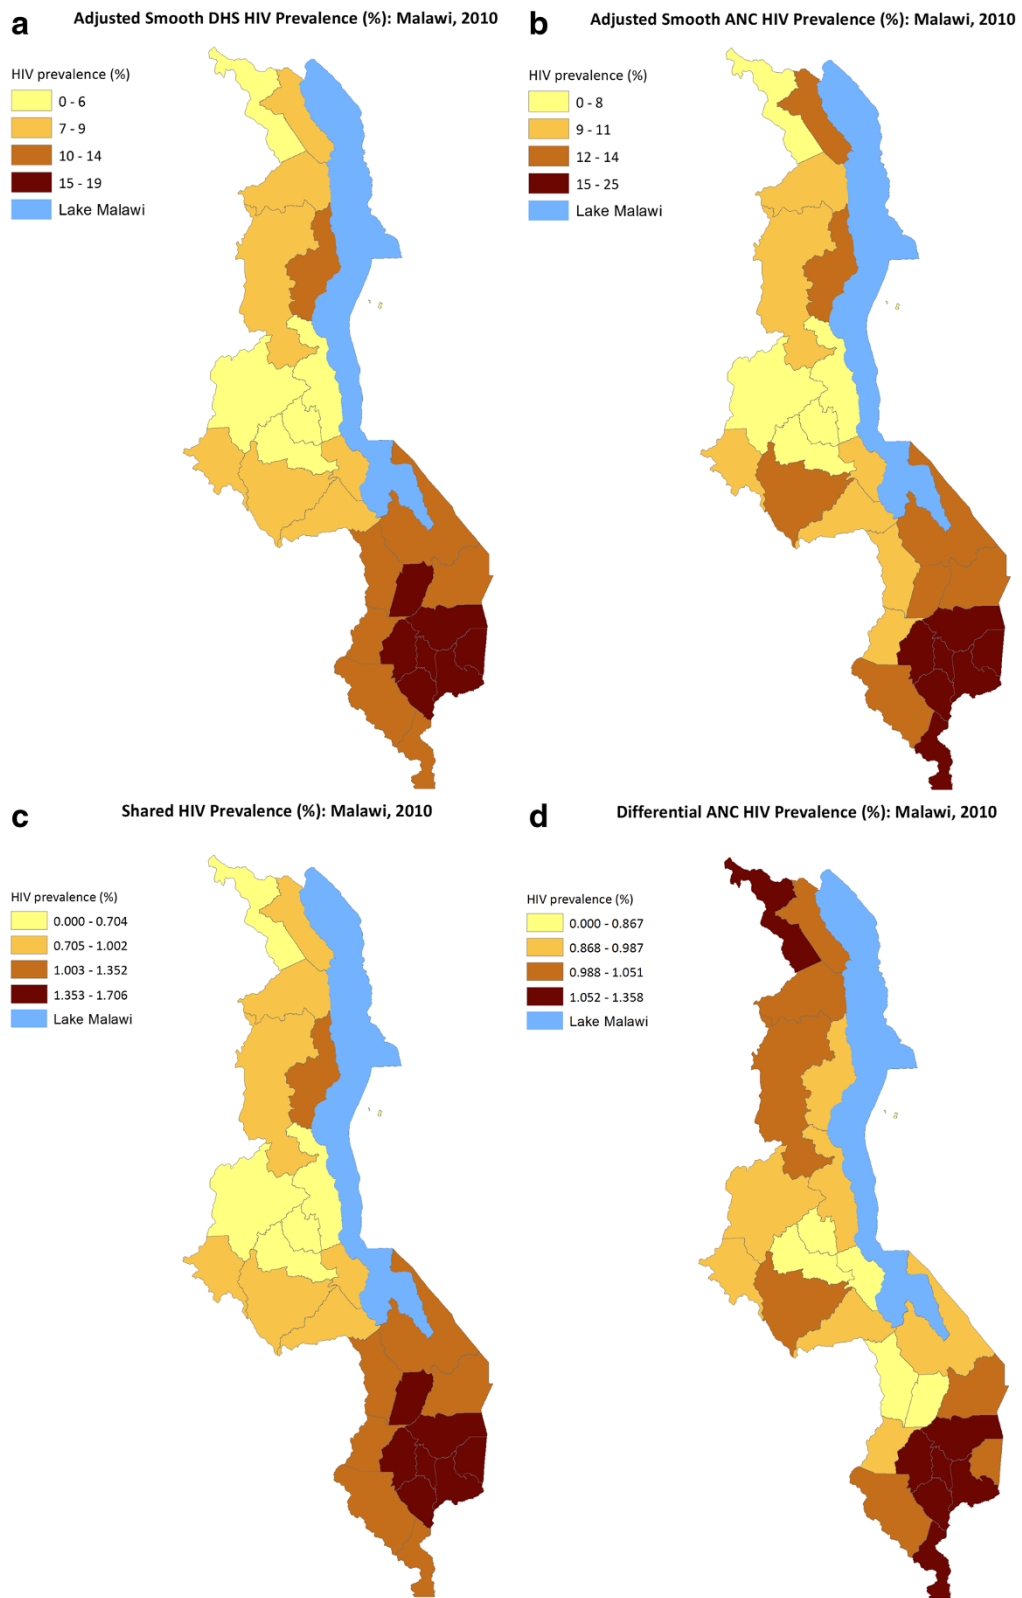 a Adjusted Smooth DHS HIV Prevalence (%): Malawi, 2010
HIV prevalence (%)
0 - 6
7 - 9
10 - 14
15 - 19
Lake Malawi
b Adjusted Smooth ANC HIV Prevalence (%): Malawi, 2010
HIV prevalence (%)
0 - 8
9 - 11
12 - 14
15 - 25
Lake Malawi
c Shared HIV Prevalence (%): Malawi, 2010
HIV prevalence (%)
0.000 - 0.704
0.705 - 1.002
1.003 - 1.352
1.353 - 1.706
Lake Malawi
d Differential ANC HIV Prevalence (%): Malawi, 2010
HIV prevalence (%)
0.000 - 0.867
0.868 - 0.987
0.988 - 1.051
1.052 - 1.358
Lake Malawi